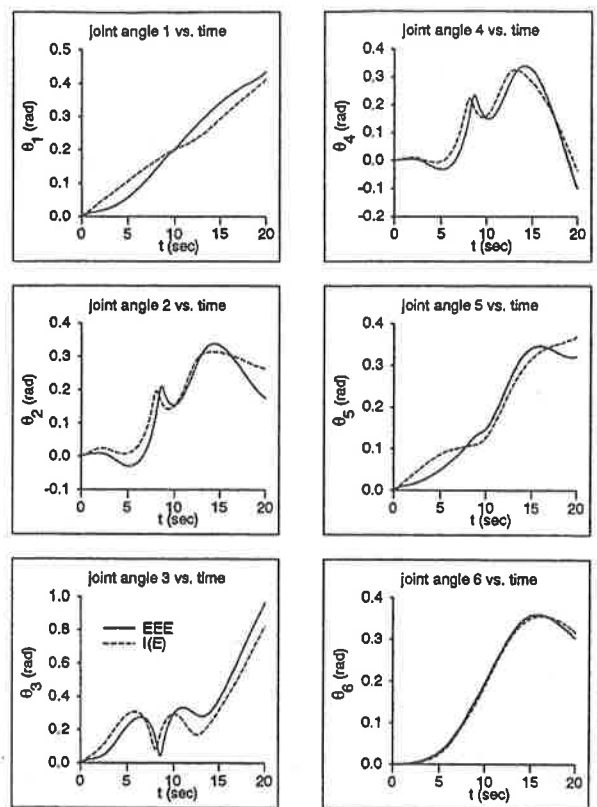 joint angle 1 vs. time
0.5
0.4
0.3
0.2
0.1
0.0
θ1 (rad)
0 5 10 15 20
t (sec)
joint angle 4 vs. time
0.4
0.3
0.2
0.1
0.0
-0.1
-0.2
θ4 (rad)
0 5 10 15 20
t (sec)
joint angle 2 vs. time
0.4
0.3
0.2
0.1
-0.0
-0.1
θ2 (rad)
0 5 10 15 20
t (sec)
joint angle 5 vs. time
0.4
0.3
0.2
0.1
0.0
θ5 (rad)
0 5 10 15 20
t (sec)
joint angle 3 vs. time
1.0
0.8
0.6
0.4
0.2
0.0
θ3 (rad)
EEE
I(E)
0 5 10 15 20
t (sec)
joint angle 6 vs. time
0.4
0.3
0.2
0.1
0.0
θ6 (rad)
0 5 10 15 20
t (sec)